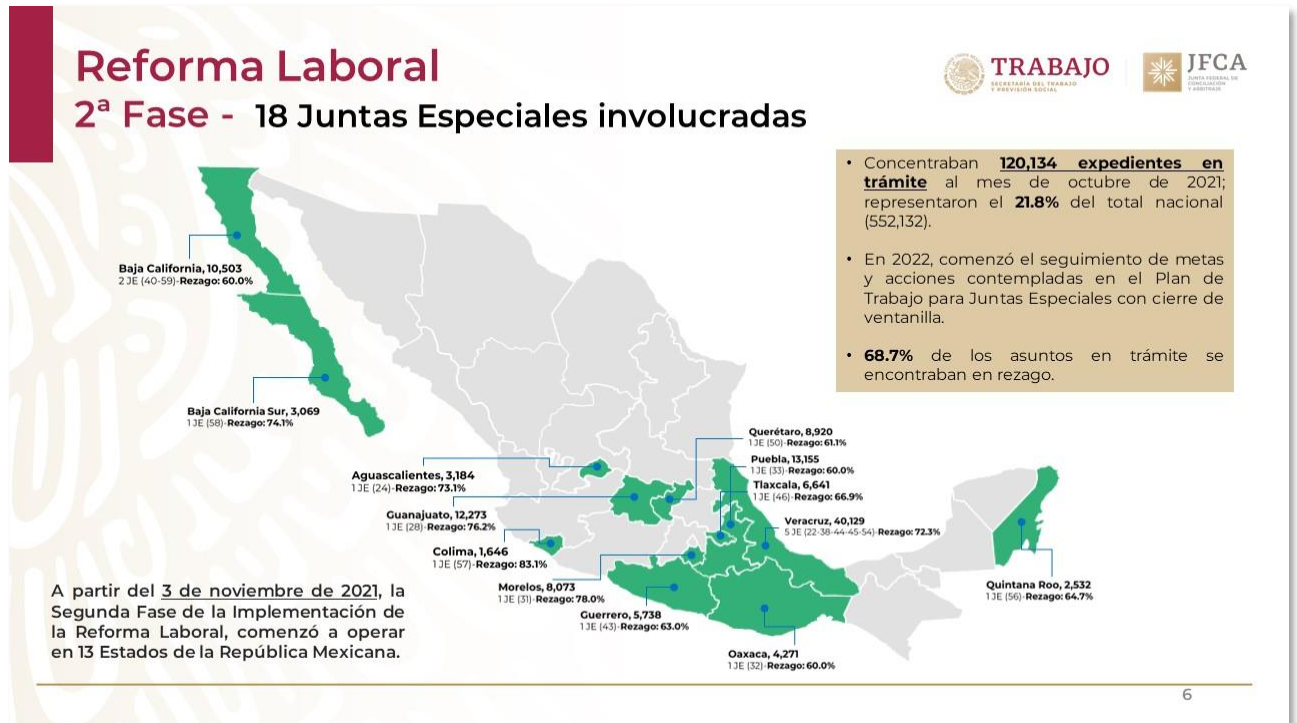 Reforma Laboral
2ª Fase - 18 Juntas Especiales involucradas
TRABAJO
SECRETARÍA DEL TRABAJO
Y PREVISIÓN SOCIAL
JFCA
JUNTA FEDERAL DE
CONCILIACIÓN
Y ARBITRAJE
• Concentraban 120,134 expedientes en
trámite al mes de octubre de 2021;
representaron el 21.8% del total nacional
(552,132).
• En 2022, comenzó el seguimiento de metas
y acciones contempladas en el Plan de
Trabajo para Juntas Especiales con cierre de
ventanilla.
• 68.7% de los asuntos en trámite se
encontraban en rezago.
Baja California, 10,503
2 JE (40-59)-Rezago: 60.0%
Baja California Sur, 3,069
1 JE (58)-Rezago: 74.1%
Aguascalientes, 3,184
1 JE (24)-Rezago: 73.1%
Guanajuato, 12,273
1 JE (28)-Rezago: 76.2%
Colima, 1,646
1 JE (57)-Rezago: 83.1%
Morelos, 8,073
1 JE (31)-Rezago: 78.0%
Guerrero, 5,738
1 JE (43)-Rezago: 63.0%
Oaxaca, 4,271
1 JE (32)-Rezago: 60.0%
Querétaro, 8,920
1 JE (50)-Rezago: 61.1%
Puebla, 13,155
1 JE (33)-Rezago: 60.0%
Tlaxcala, 6,641
1 JE (46)-Rezago: 66.9%
Veracruz, 40,129
5 JE (22-38-44-45-54)-Rezago: 72.3%
Quintana Roo, 2,532
1 JE (56)-Rezago: 64.7%
A partir del 3 de noviembre de 2021, la
Segunda Fase de la Implementación de
la Reforma Laboral, comenzó a operar
en 13 Estados de la República Mexicana.
6